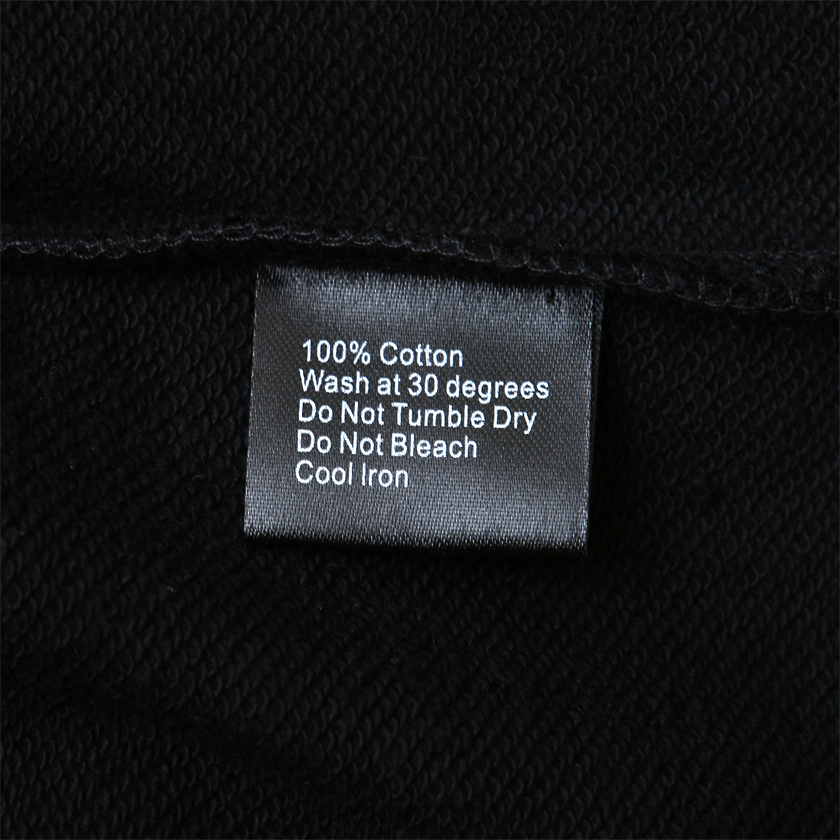 100% Cotton
Wash at 30 degrees
Do Not Tumble Dry
Do Not Bleach
Cool Iron